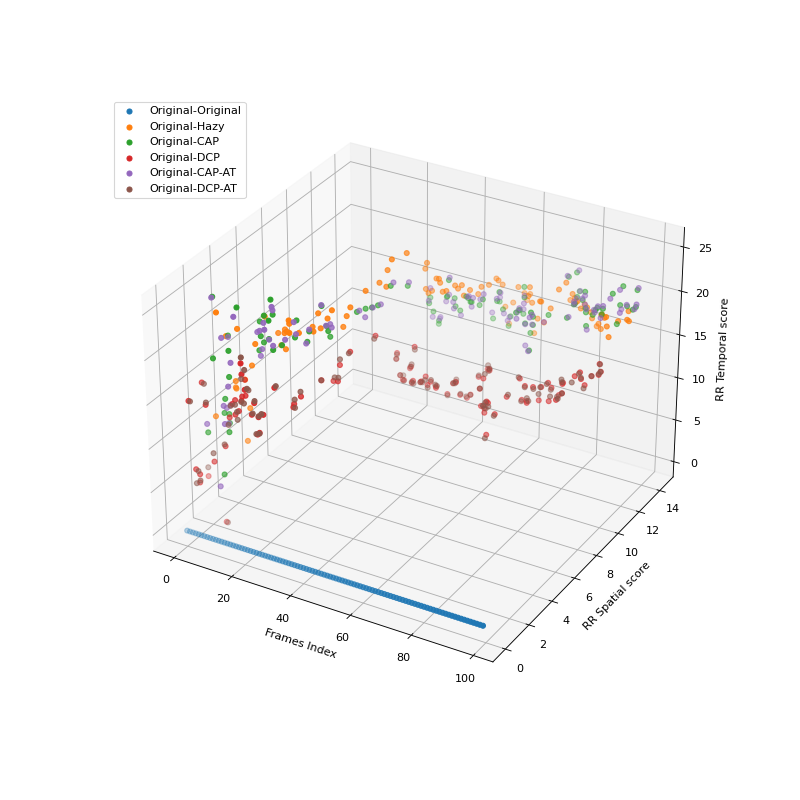 Original-Original
Original-Hazy
Original-CAP
Original-DCP
Original-CAP-AT
Original-DCP-AT
25
20
15
10
5
0
RR Temporal score
14
12
10
8
6
4
2
0
RR Spatial score
0
20
40
60
80
100
Frames Index